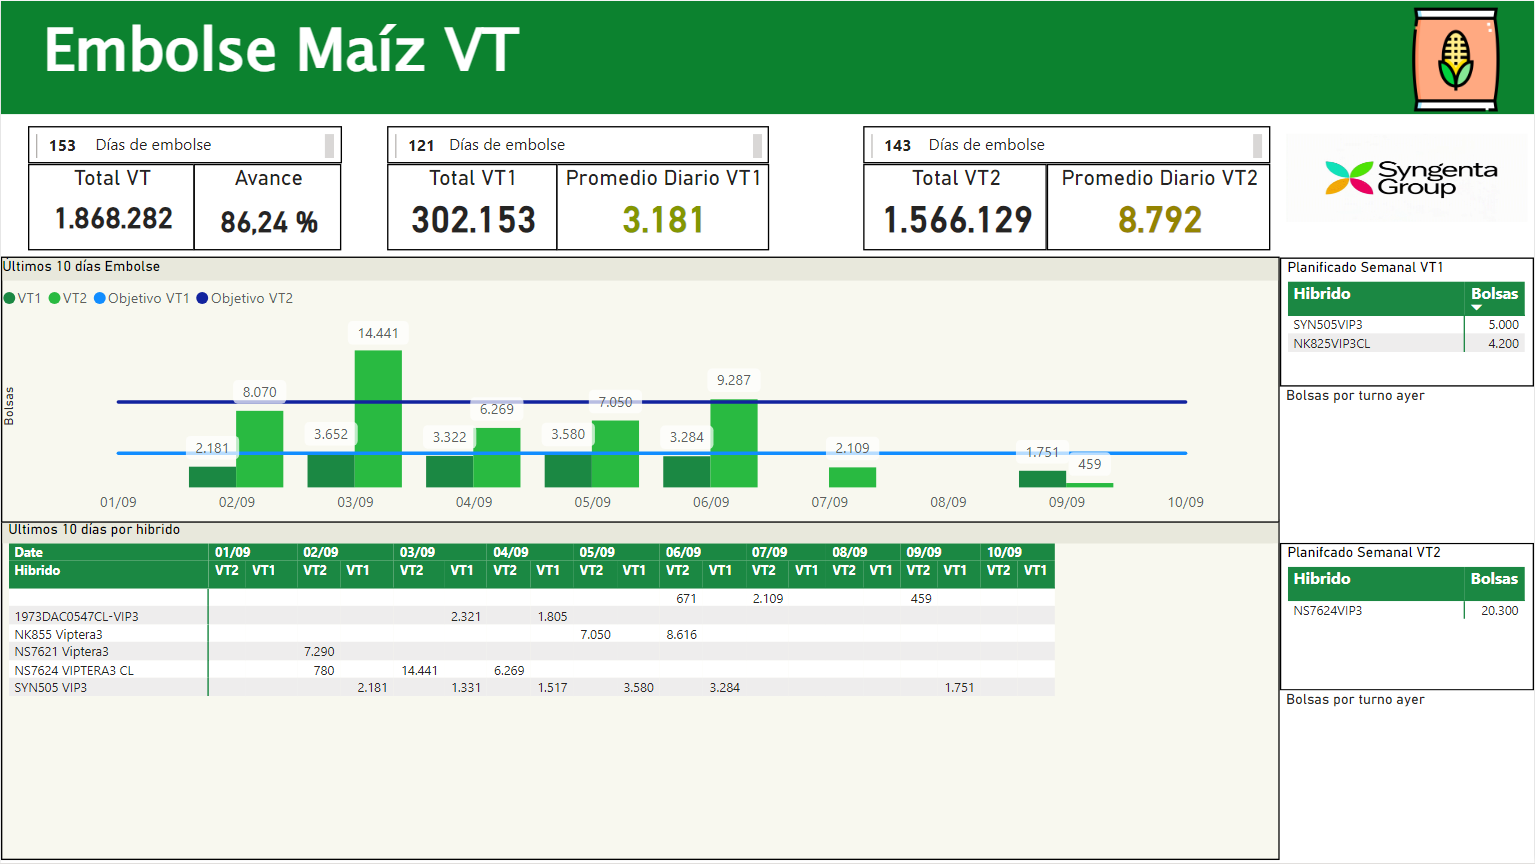 Embolse Maíz VT
153 Días de embolse
Total VT
1.868.282
Avance
86,24 %
121 Días de embolse
Total VT1
302.153
Promedio Diario VT1
3.181
143 Días de embolse
Total VT2
1.566.129
Promedio Diario VT2
8.792
Syngenta
Group
Ultimos 10 días Embolse
VT1 VT2 Objetivo VT1 Objetivo VT2
Bolsas
14.441
9.287
8.070
7.050
6.269
3.652
3.580
3.322
3.284
2.181
2.109
1.751
459
01/09 02/09 03/09 04/09 05/09 06/09 07/09 08/09 09/09 10/09
Ultimos 10 días por hibrido
Date 01/09 02/09 03/09 04/09 05/09 06/09 07/09 08/09 09/09 10/09
Hibrido VT2 VT1 VT2 VT1 VT2 VT1 VT2 VT1 VT2 VT1 VT2 VT1 VT2 VT1 VT2 VT1 VT2 VT1 VT2 VT1
671 2.109 459
1973DAC0547CL-VIP3 2.321 1.805
NK855 Viptera3 7.050 8.616
NS7621 Viptera3 7.290
NS7624 VIPTERA3 CL 780 14.441 6.269
SYN505 VIP3 2.181 1.331 1.517 3.580 3.284 1.751
Planificado Semanal VT1
Hibrido Bolsas
SYN505VIP3 5.000
NK825VIP3CL 4.200
Bolsas por turno ayer
Planifcado Semanal VT2
Hibrido Bolsas
NS7624VIP3 20.300
Bolsas por turno ayer